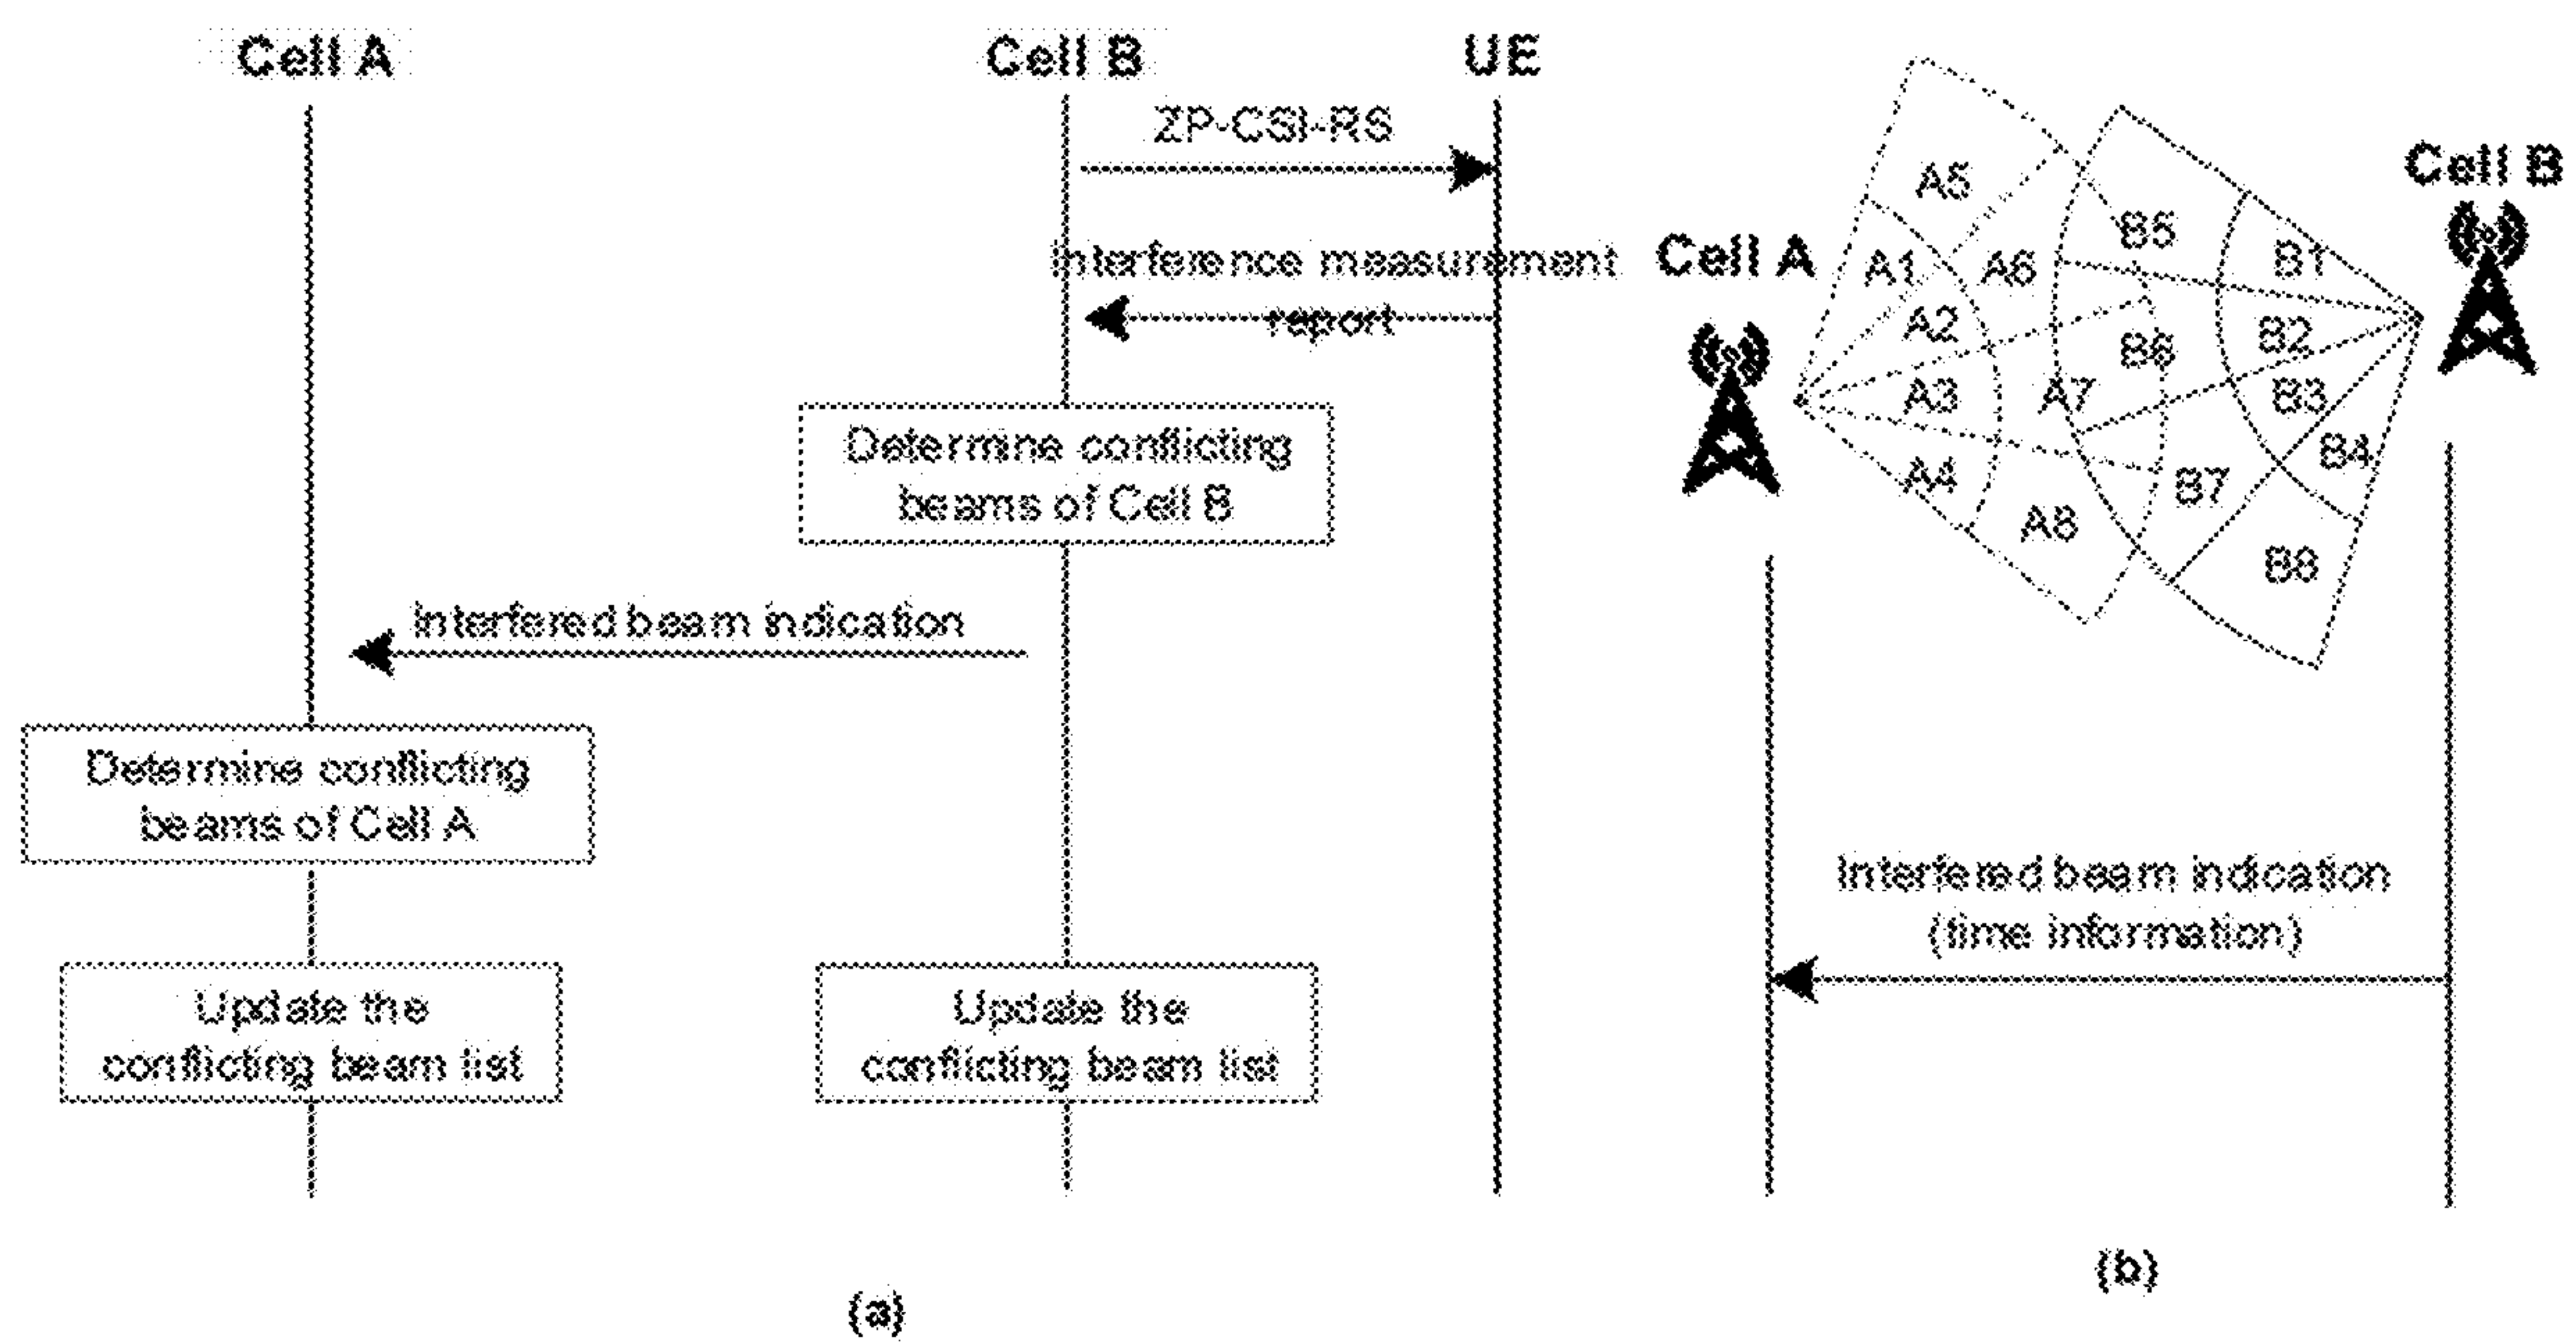 Cell A
Cell B
UE
ZP-CSI-RS
Interference measurement
report
Determine conflicting
beams of Cell B
Interfered beam indication
Determine conflicting
beams of Cell A
Update the
conflicting beam list
Update the
conflicting beam list
(a)
Cell A
Cell B
A5
A1
A6
A2
A3
A7
A4
A8
B5
B1
B6
B2
B3
B4
B7
B8
Interfered beam indication
(time information)
(b)